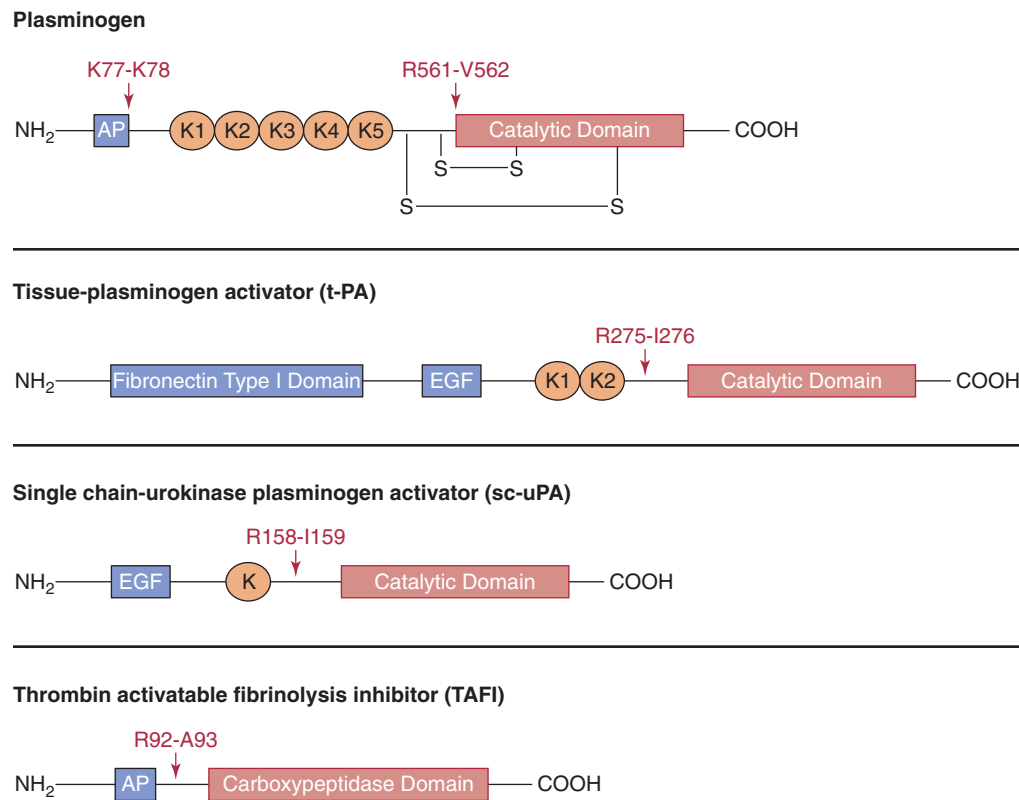 Plasminogen
K77-K78 R561-V562
NH2 AP K1 K2 K3 K4 K5 Catalytic Domain COOH
S S
S S
Tissue-plasminogen activator (t-PA)
R275-I276
NH2 Fibronectin Type I Domain EGF K1 K2 Catalytic Domain COOH
Single chain-urokinase plasminogen activator (sc-uPA)
R158-I159
NH2 EGF K Catalytic Domain COOH
Thrombin activatable fibrinolysis inhibitor (TAFI)
R92-A93
NH2 AP Carboxypeptidase Domain COOH